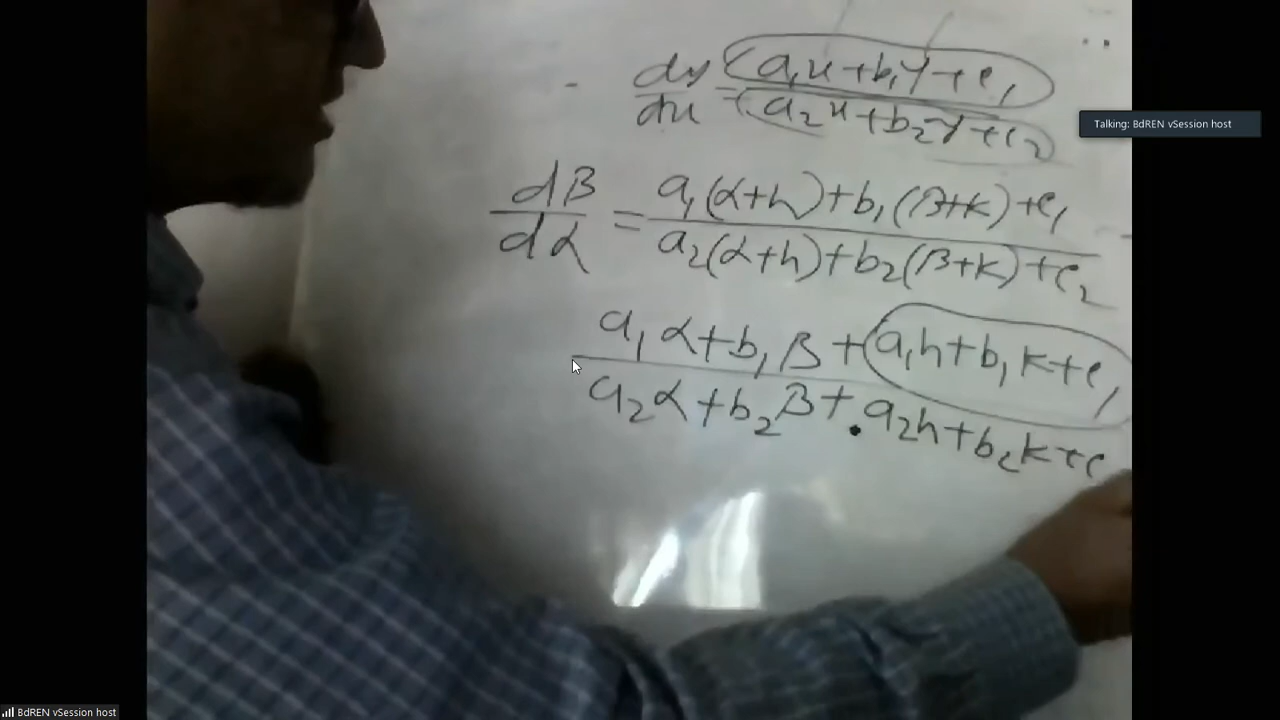 dy/dx = (a₁x+b₁y+c₁)/(a₂x+b₂y+c₂)
Talking: BdREN vSession host
dβ/dα = (a₁(α+h)+b₁(β+k)+c₁)/(a₂(α+h)+b₂(β+k)+c₂)
(a₁α+b₁β+a₁h+b₁k+c₁)/(a₂α+b₂β+a₂h+b₂k+c
BdREN vSession host